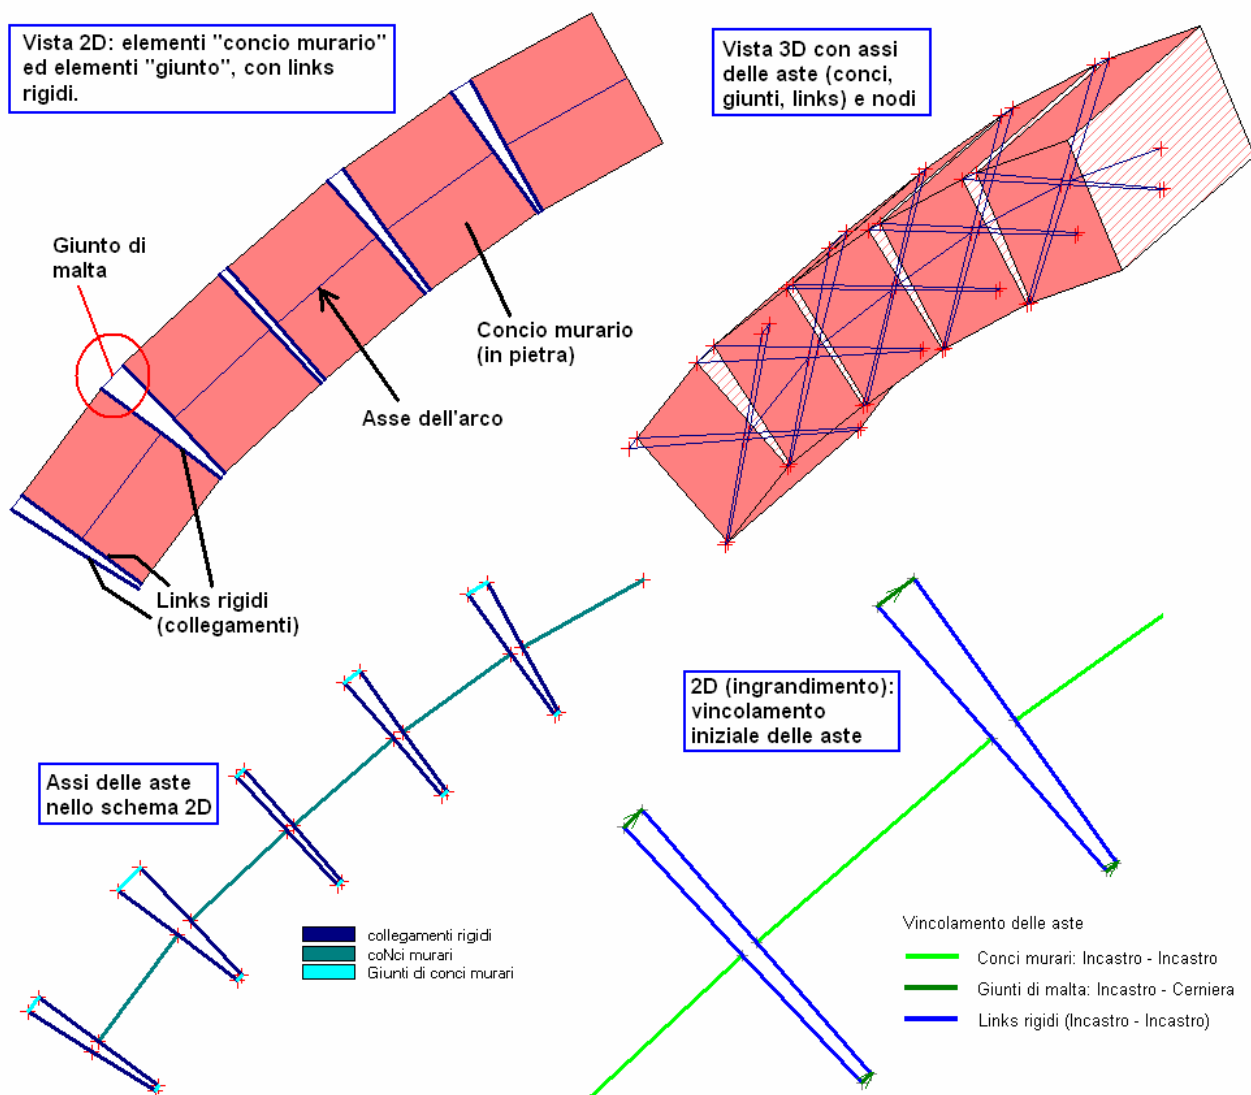 Vista 2D: elementi "concio murario"
ed elementi "giunto", con links
rigidi.
Vista 3D con assi
delle aste (conci,
giunti, links) e nodi
Giunto di
malta
Concio murario
(in pietra)
Asse dell'arco
Links rigidi
(collegamenti)
2D (ingrandimento):
vincolamento
iniziale delle aste
Assi delle aste
nello schema 2D
collegamenti rigidi
coNci murari
Giunti di conci murari
Vincolamento delle aste
Conci murari: Incastro - Incastro
Giunti di malta: Incastro - Cerniera
Links rigidi (Incastro - Incastro)